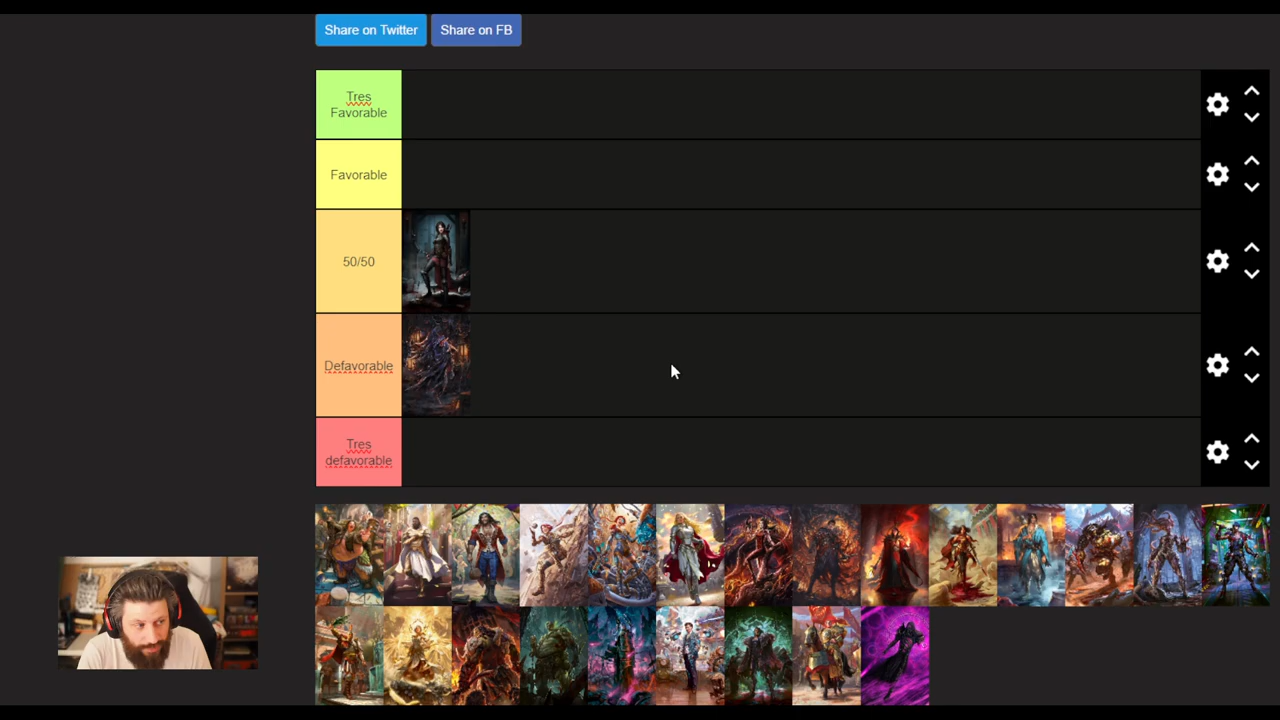 Share on Twitter
Share on FB
Tres
Favorable
Favorable
50/50
Defavorable
Tres
defavorable